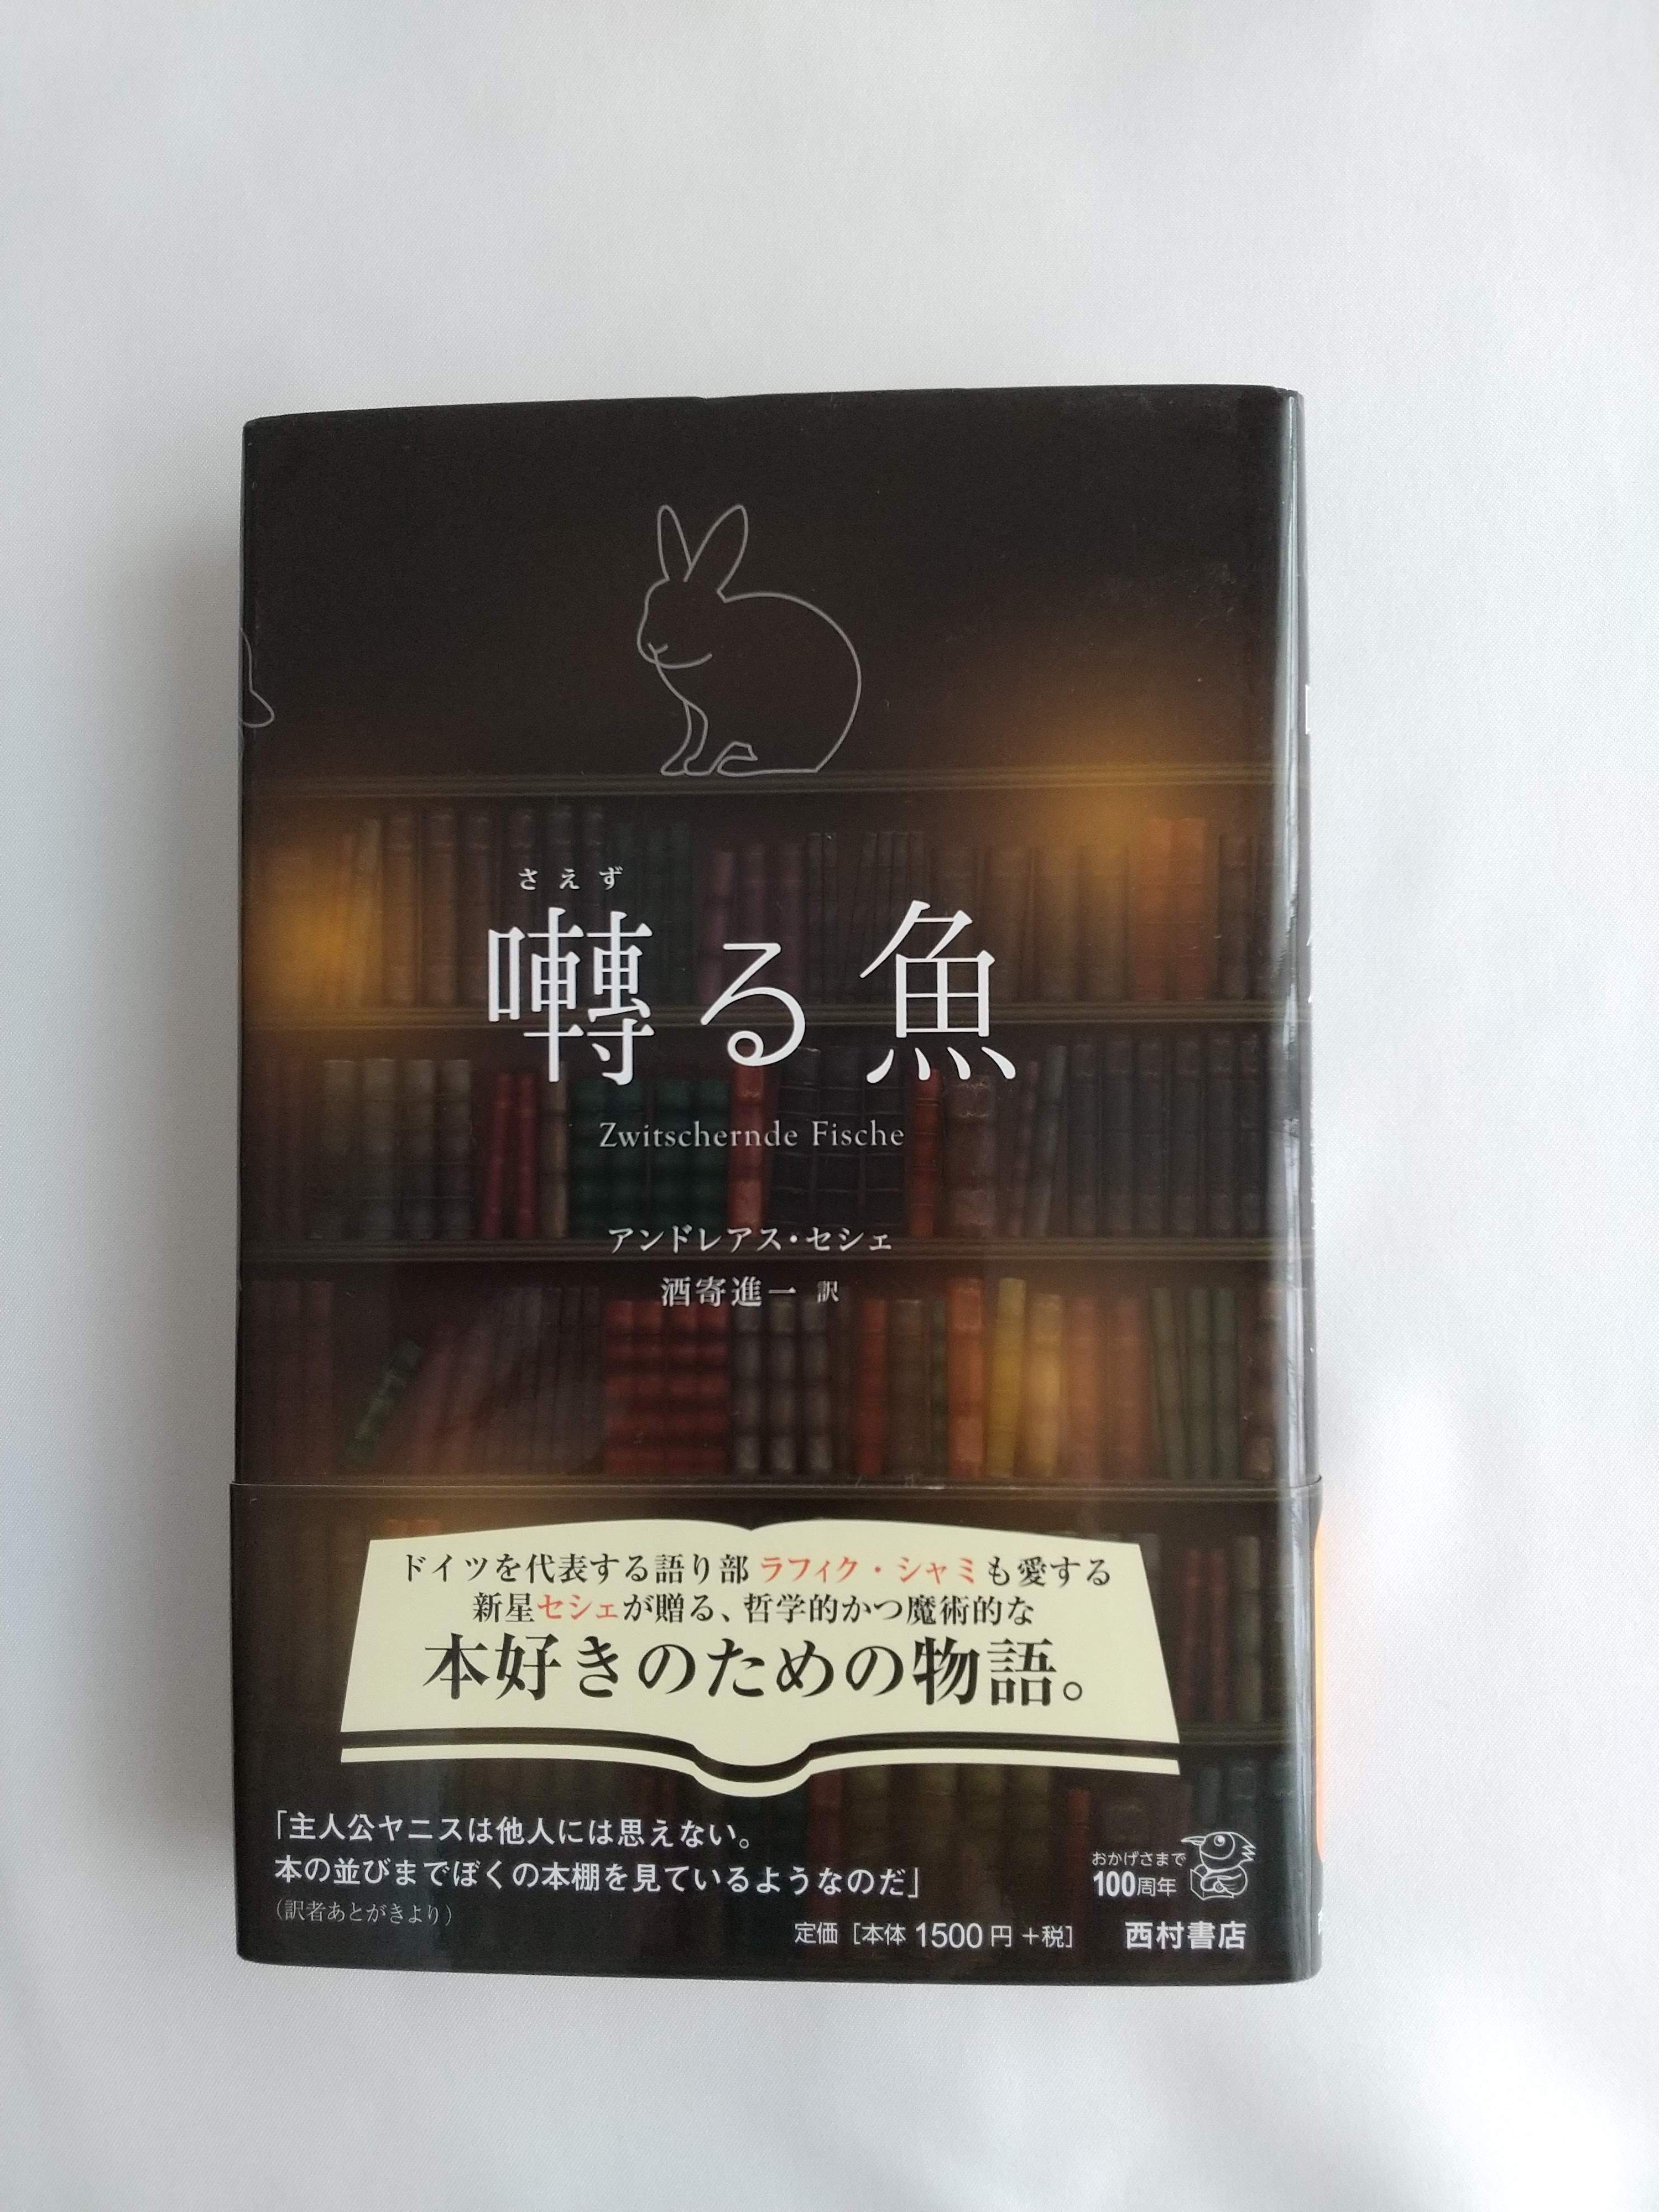 さえず
囀る魚
Zwitschernde Fische
アンドレアス・セシェ
酒寄進一 訳
ドイツを代表する語り部 ラフィク・シャミも愛する
新星セシェが贈る、哲学的かつ魔術的な
本好きのための物語。
「主人公ヤニスは他人には思えない。
本の並びまでぼくの本棚を見ているようなのだ」
（訳者あとがきより）
おかげさまで
100周年
定価［本体 1500 円 +税］
西村書店